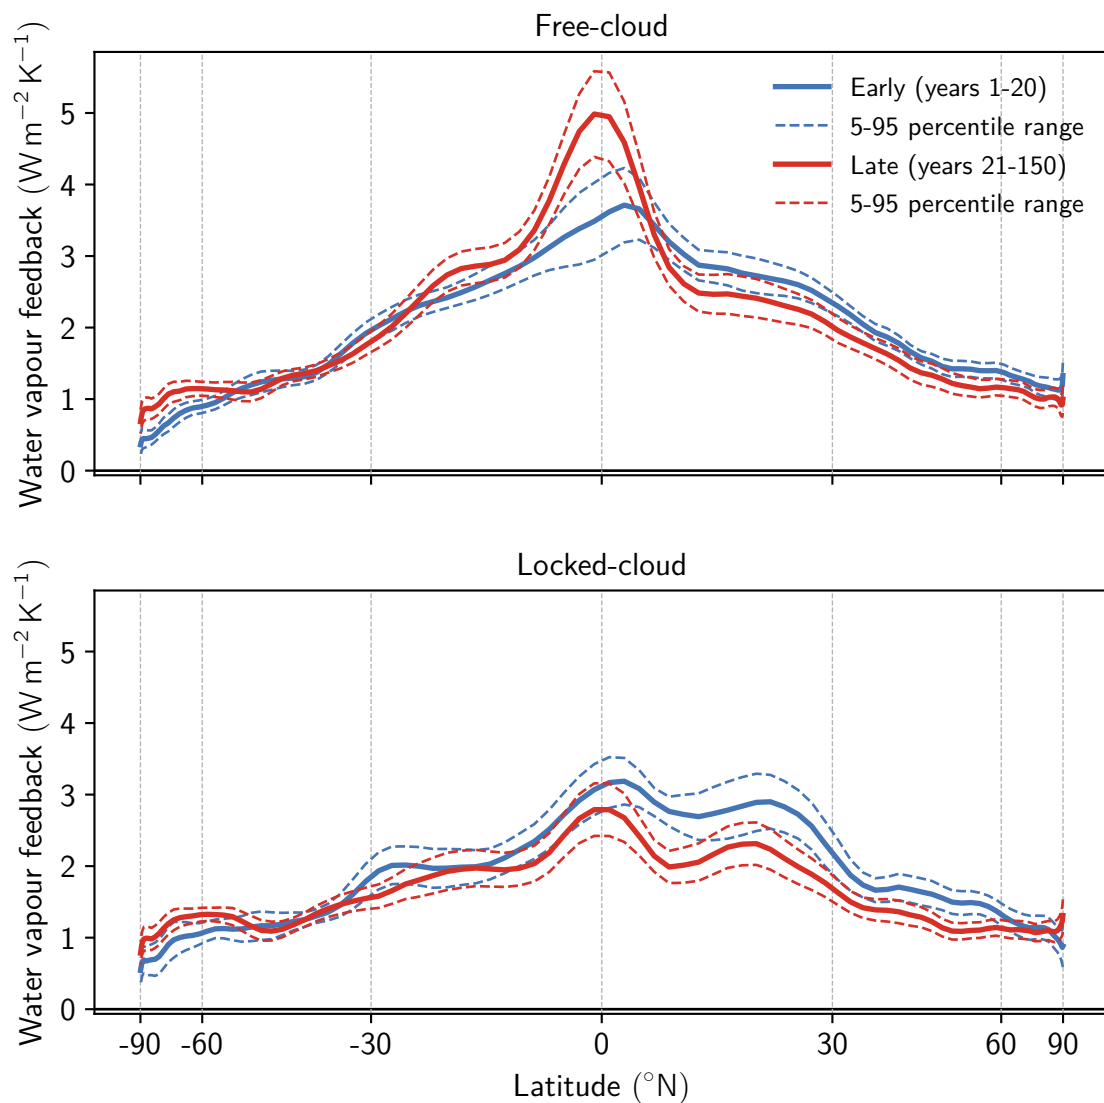 Free-cloud
Water vapour feedback (W m−2 K−1)
5
4
3
2
1
0
Early (years 1-20)
5-95 percentile range
Late (years 21-150)
5-95 percentile range
Locked-cloud
Water vapour feedback (W m−2 K−1)
5
4
3
2
1
0
-90 -60 -30 0 30 60 90
Latitude (°N)